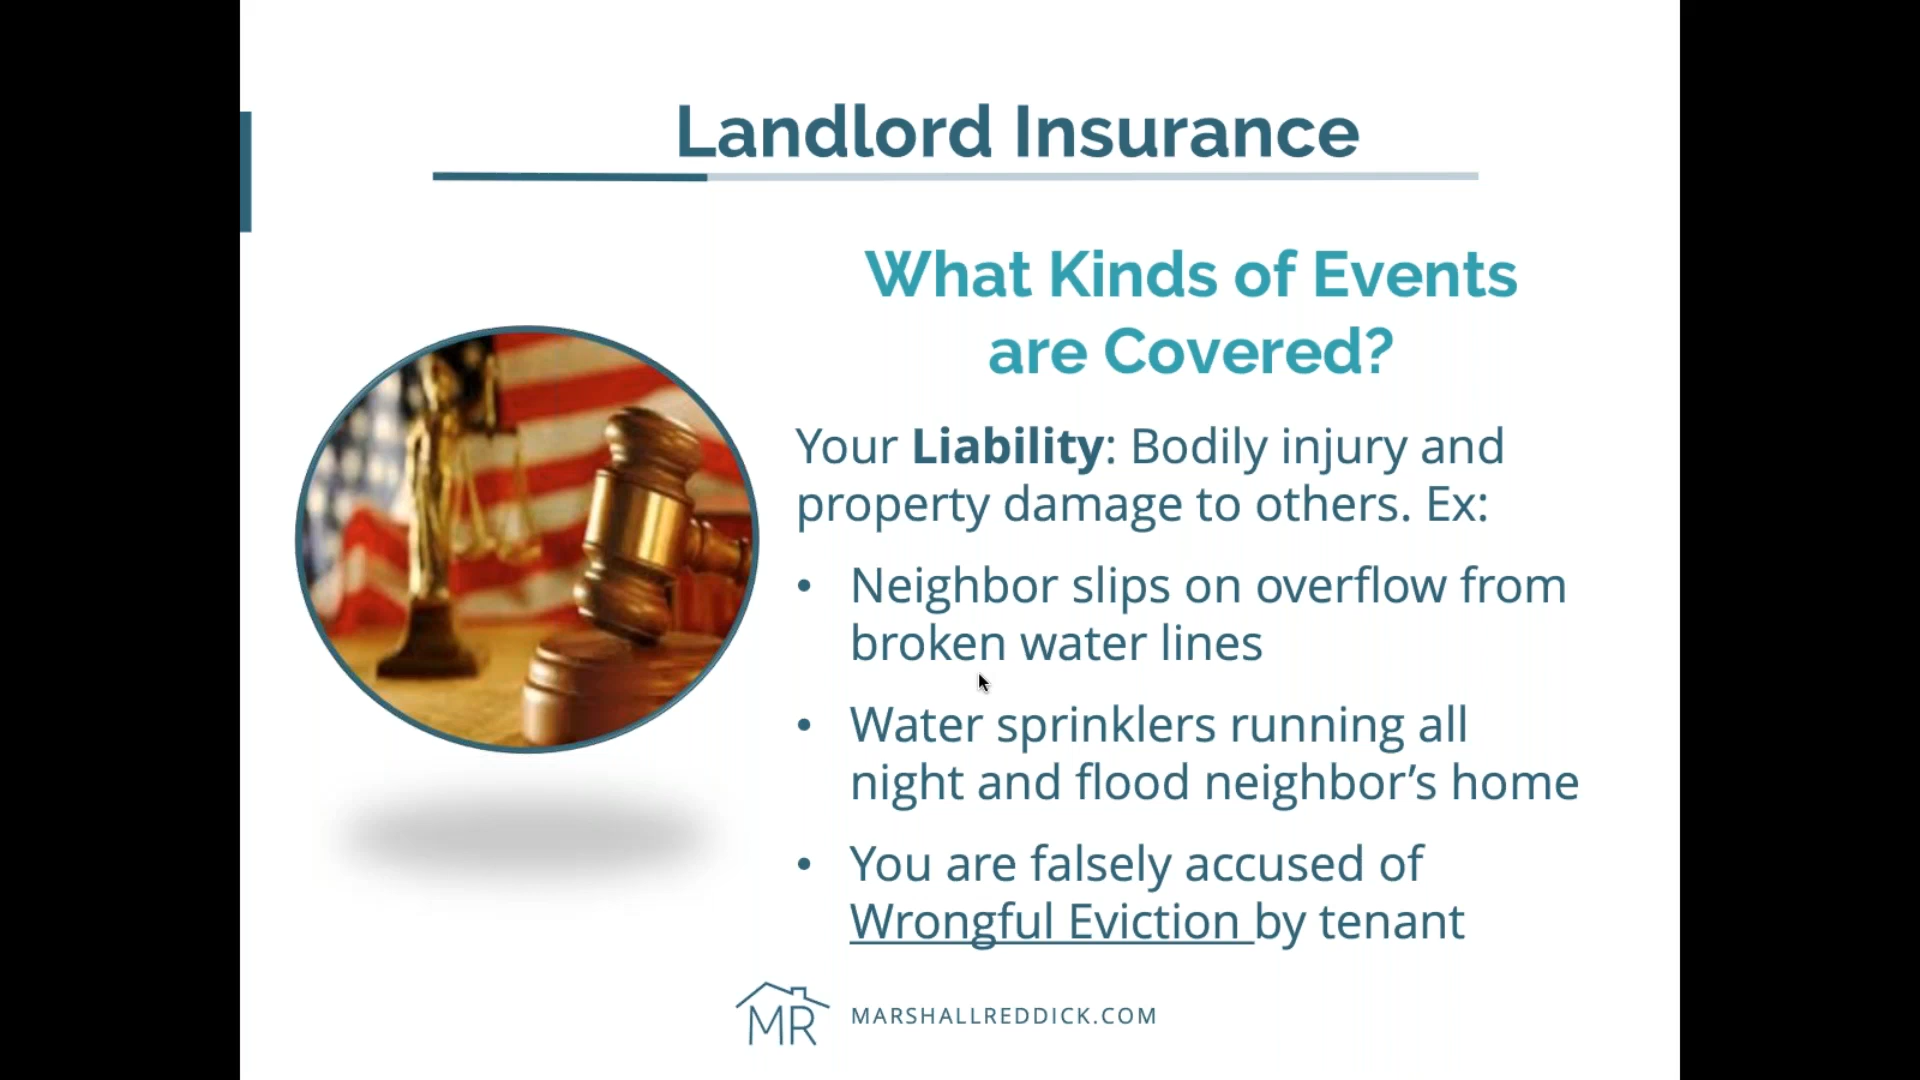 Landlord Insurance
What Kinds of Events
are Covered?
Your Liability: Bodily injury and
property damage to others. Ex:
• Neighbor slips on overflow from
broken water lines
• Water sprinklers running all
night and flood neighbor’s home
• You are falsely accused of
Wrongful Eviction by tenant
MR MARSHALLREDDICK.COM